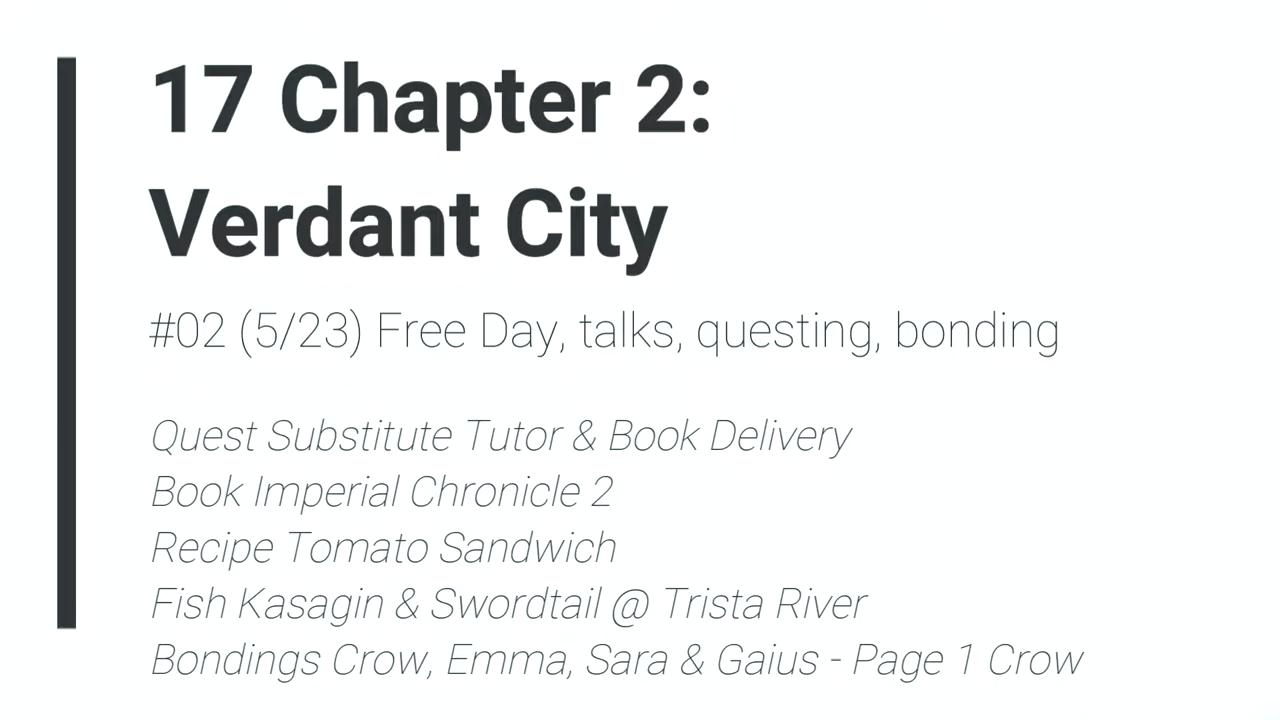 17 Chapter 2:
Verdant City
#02 (5/23) Free Day, talks, questing, bonding
Quest Substitute Tutor & Book Delivery
Book Imperial Chronicle 2
Recipe Tomato Sandwich
Fish Kasagin & Swordtail @ Trista River
Bondings Crow, Emma, Sara & Gaius - Page 1 Crow